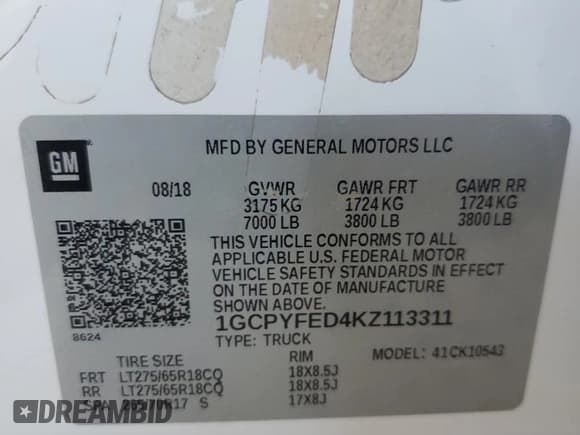 MFD BY GENERAL MOTORS LLC
GM
08/18 GVWR GAWR FRT GAWR RR
3175 KG 1724 KG 1724 KG
7000 LB 3800 LB 3800 LB
THIS VEHICLE CONFORMS TO ALL
APPLICABLE U.S. FEDERAL MOTOR
VEHICLE SAFETY STANDARDS IN EFFECT
ON THE DATE OF MANUFACTURE
SHOWN ABOVE.
1GCPYFED4KZ113311
8624
TYPE: TRUCK MODEL: 41CK10543
TIRE SIZE RIM
FRT LT275/65R18CQ 18X8.5J
RR LT275/65R18CQ 18X8.5J
SPA 265/70R17 S 17X8J
DREAMBID